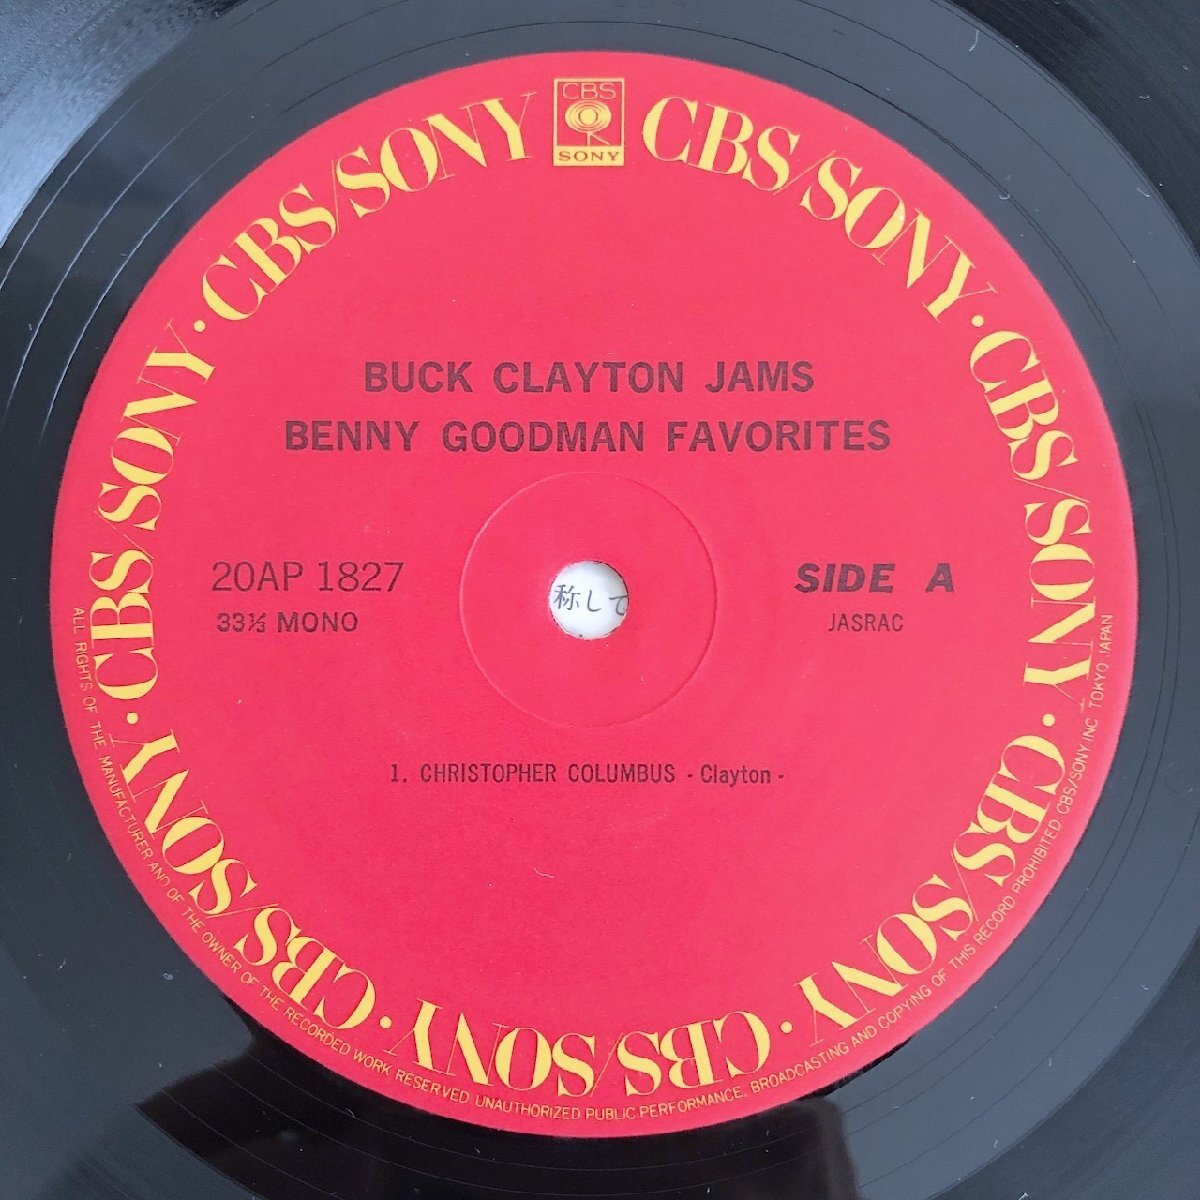 CBS
SONY
CBS/SONY · CBS/SONY · CBS/SONY · CBS/SONY · CBS/SONY · CBS/SONY · CBS/SONY · CBS/SONY
BUCK CLAYTON JAMS
BENNY GOODMAN FAVORITES
20AP 1827
33⅓ MONO
SIDE A
JASRAC
称して
1. CHRISTOPHER COLUMBUS - Clayton -
ALL RIGHTS OF THE MANUFACTURER AND OF THE OWNER OF THE RECORDED WORK RESERVED UNAUTHORIZED PUBLIC PERFORMANCE, BROADCASTING AND COPYING OF THIS RECORD PROHIBITED CBS/SONY INC TOKYO JAPAN